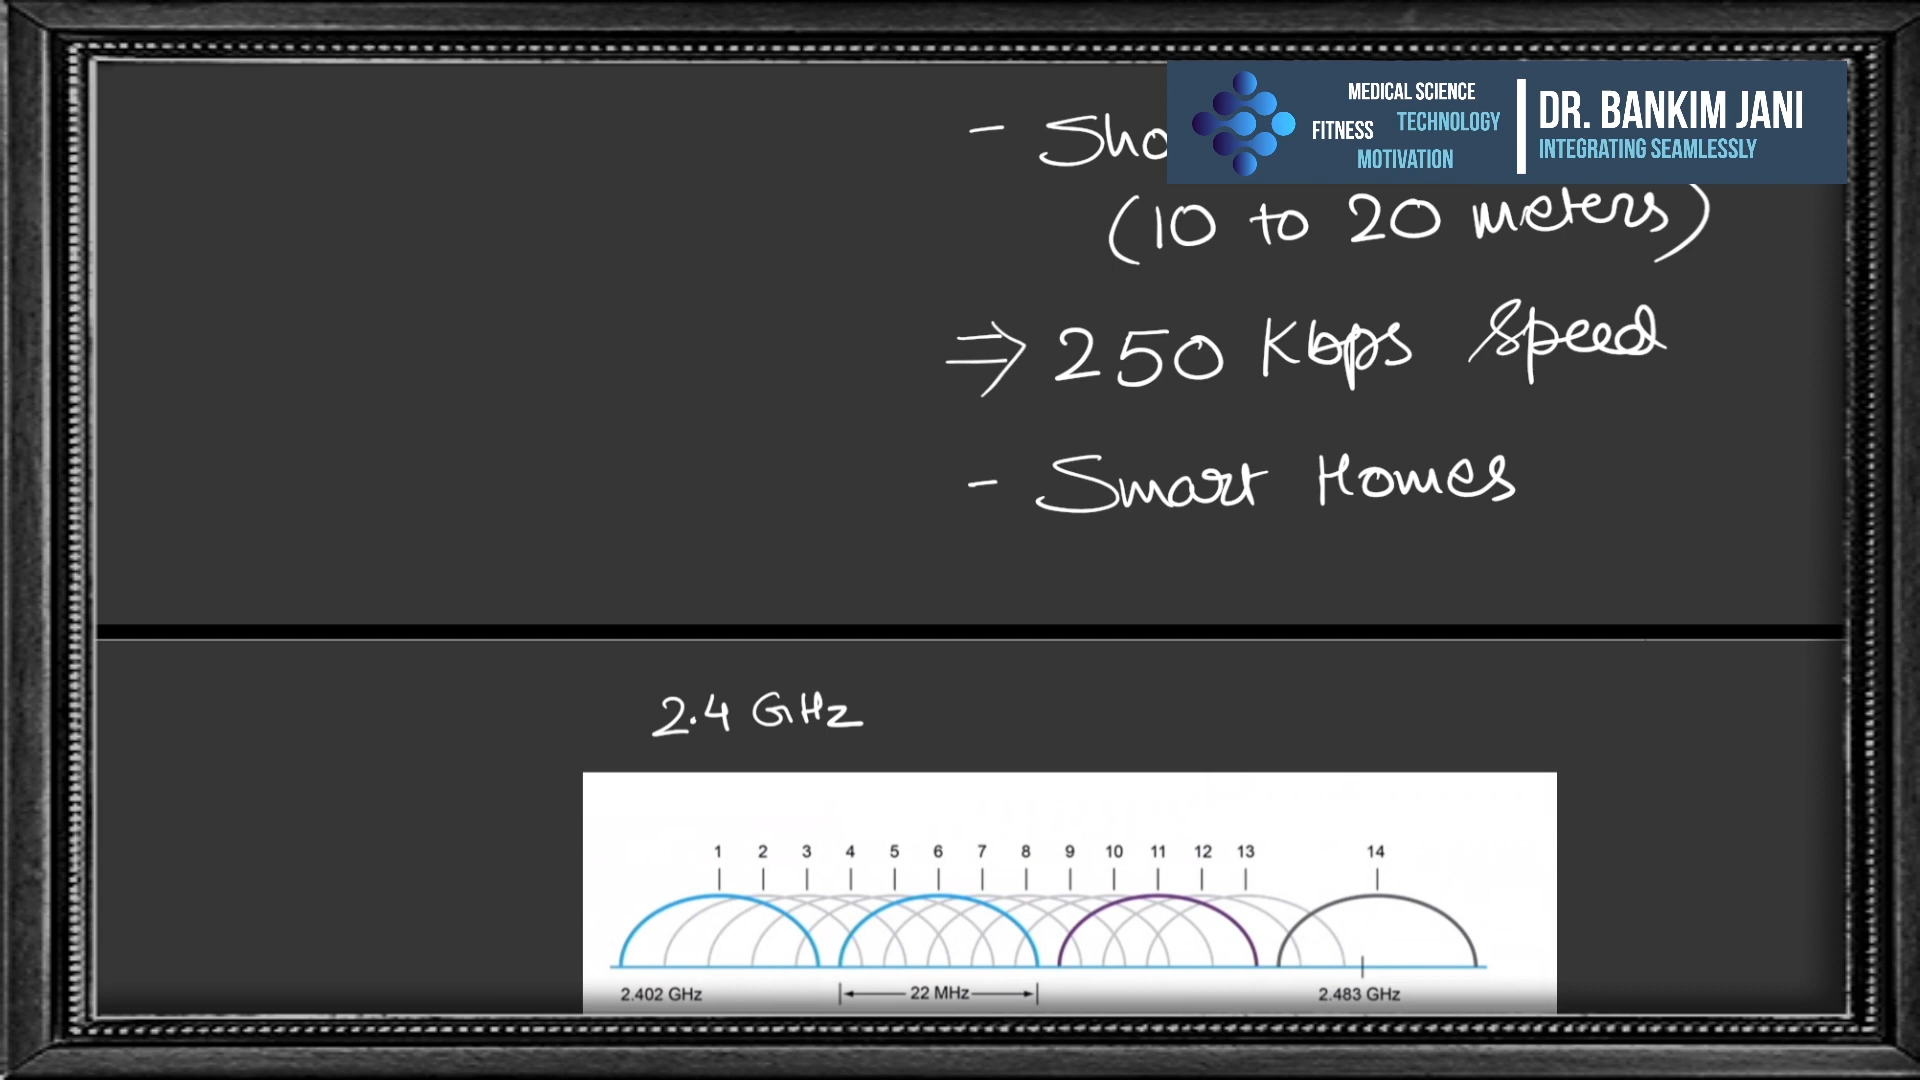 MEDICAL SCIENCE
FITNESS TECHNOLOGY
MOTIVATION
DR. BANKIM JANI
INTEGRATING SEAMLESSLY
(10 to 20 meters)
⇒ 250 Kbps Speed
- Smart Homes
2.4 GHz
1 2 3 4 5 6 7 8 9 10 11 12 13 14
2.402 GHz 22 MHz 2.483 GHz